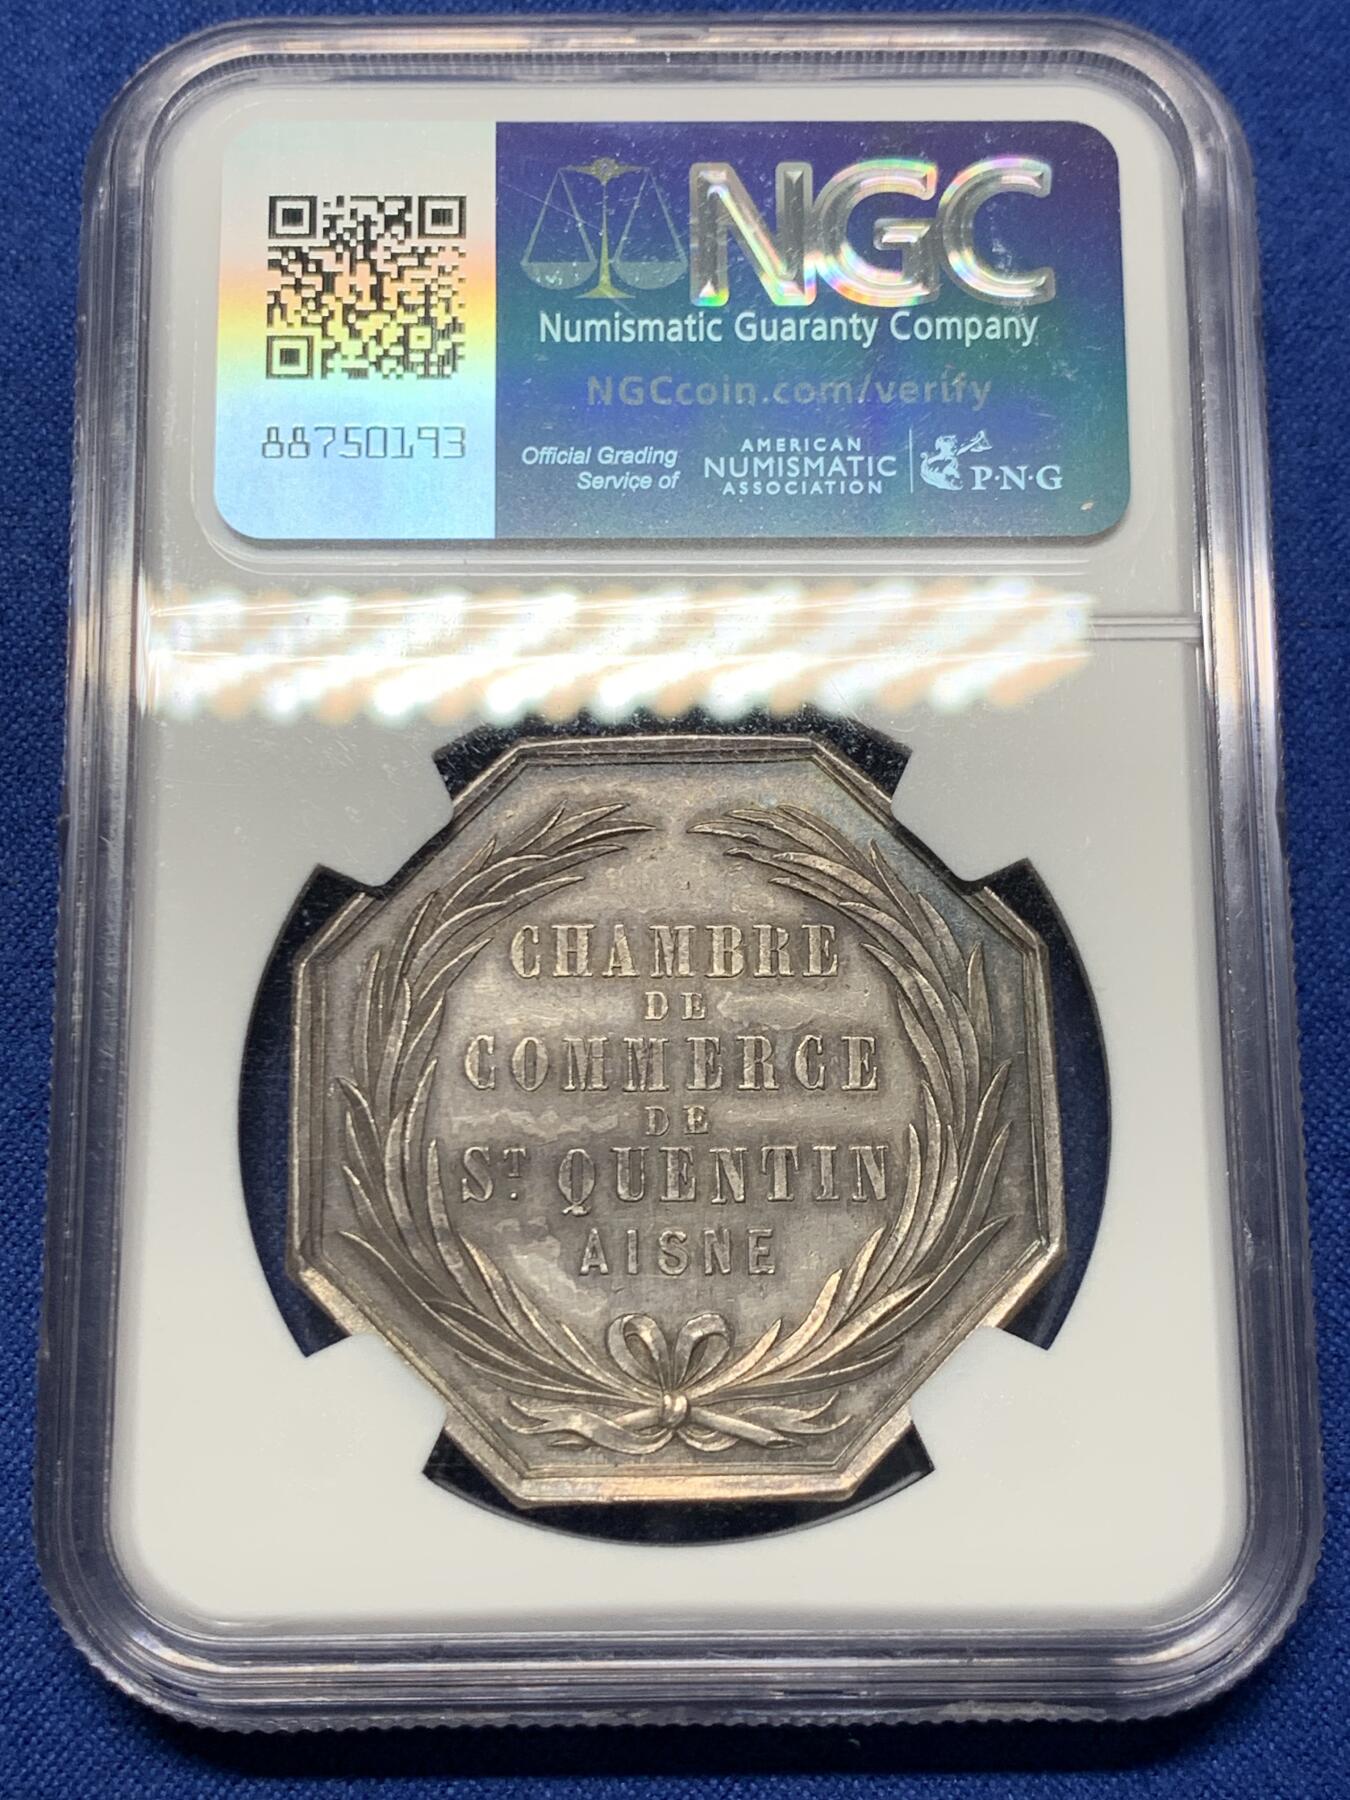 NGC
Numismatic Guaranty Company
NGCcoin.com/verify
88750193
Official Grading
Service of
AMERICAN
NUMISMATIC
ASSOCIATION
P·N·G
CHAMBRE
DE
COMMERCE
DE
ST. QUENTIN
AISNE